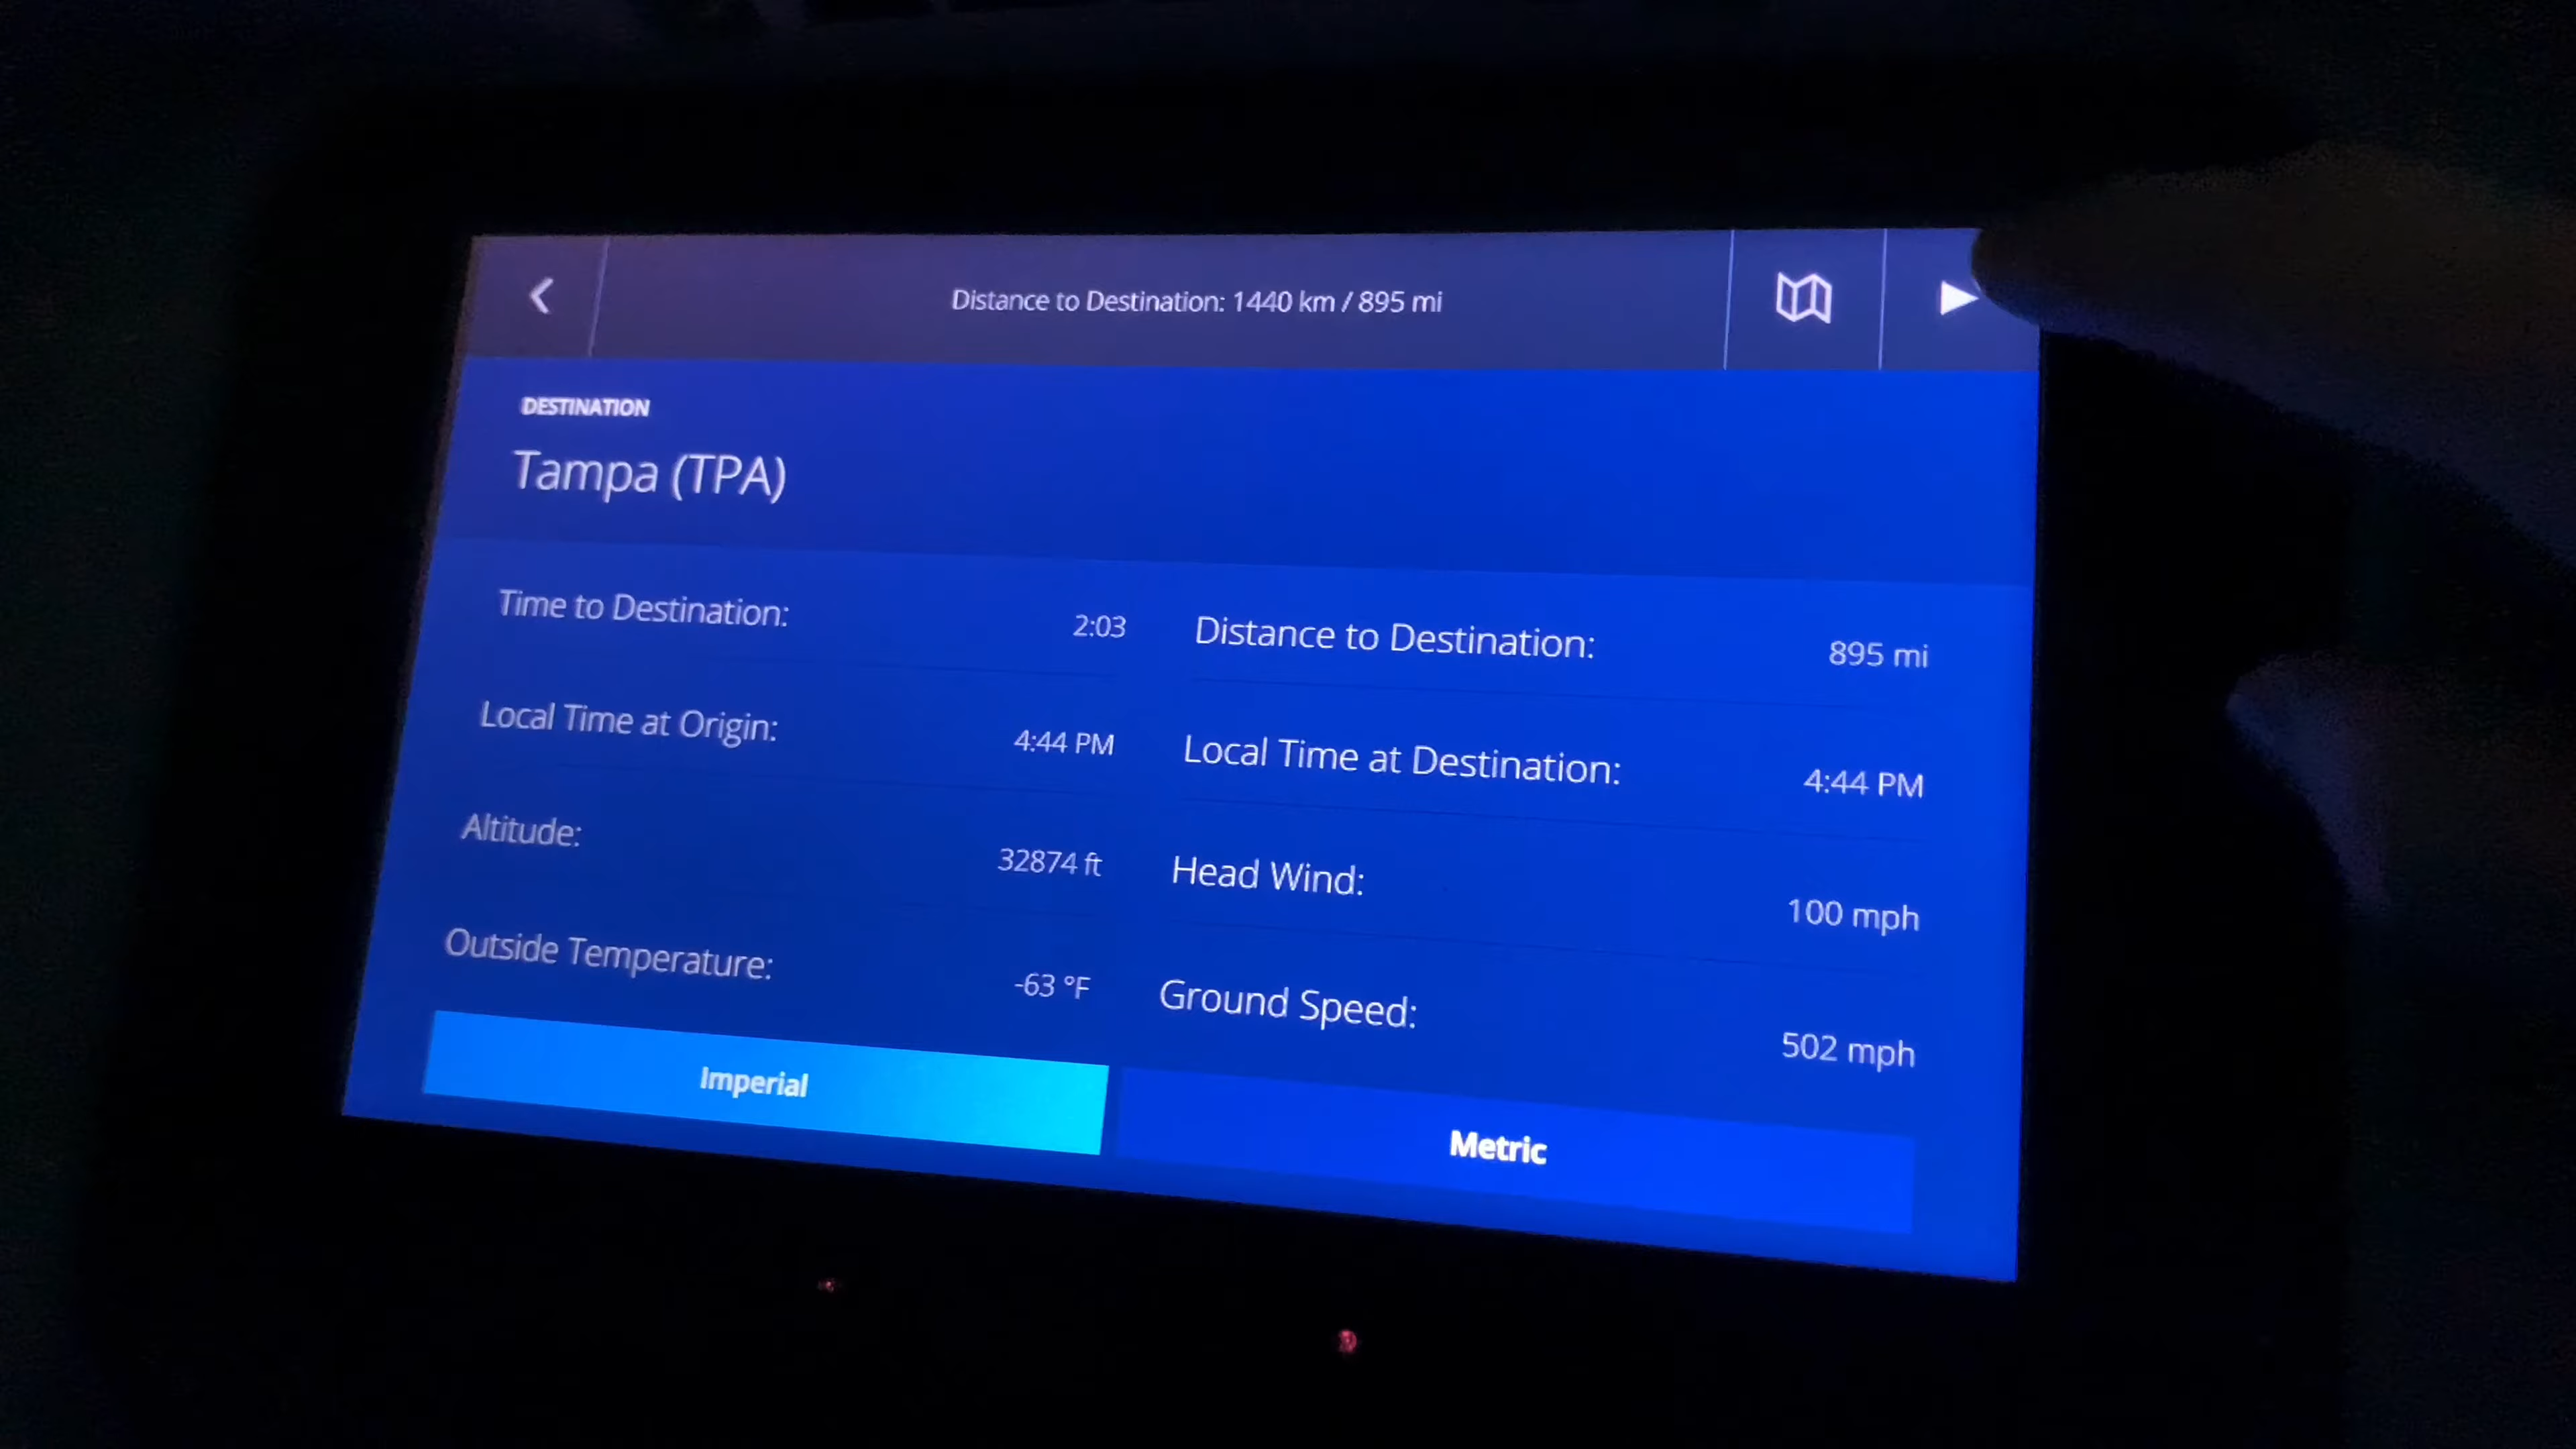 Distance to Destination: 1440 km / 895 mi
DESTINATION
Tampa (TPA)
Time to Destination: 2:03
Distance to Destination: 895 mi
Local Time at Origin: 4:44 PM
Local Time at Destination: 4:44 PM
Altitude: 32874 ft
Head Wind: 100 mph
Outside Temperature: -63 °F
Ground Speed: 502 mph
Imperial
Metric